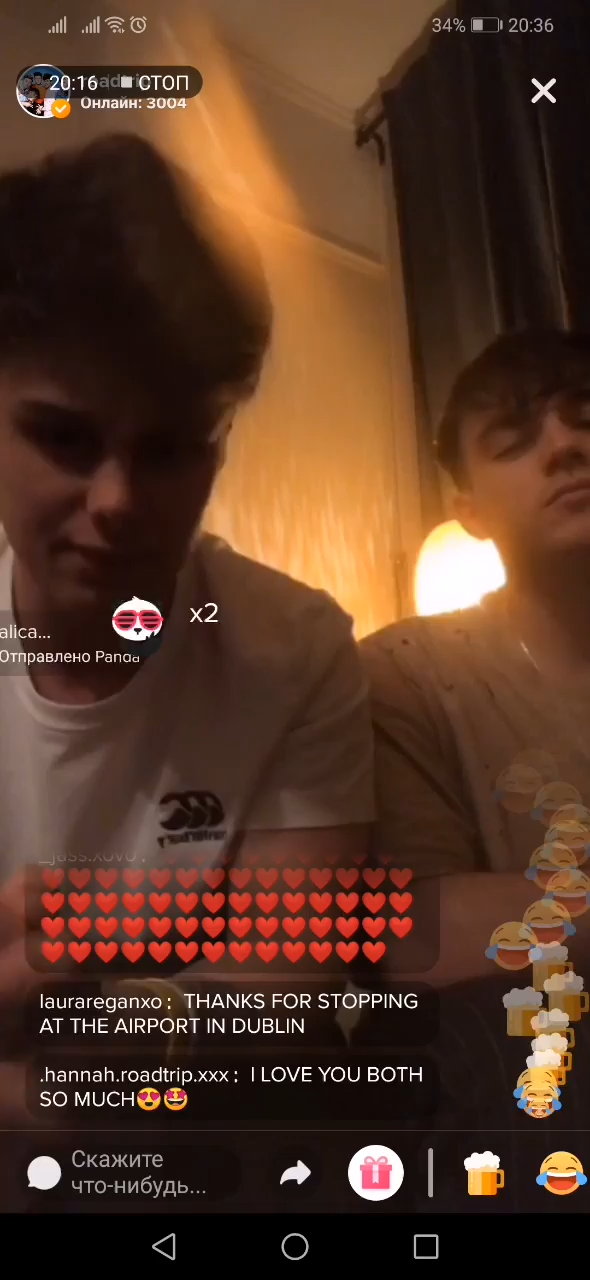 34% 20:36
20:16 СТОП
Онлайн: 3004
x2
alica...
Отправлено Panda
laurareganxo : THANKS FOR STOPPING
AT THE AIRPORT IN DUBLIN
.hannah.roadtrip.xxx : I LOVE YOU BOTH
SO MUCH😍🤩
Скажите
что-нибудь...